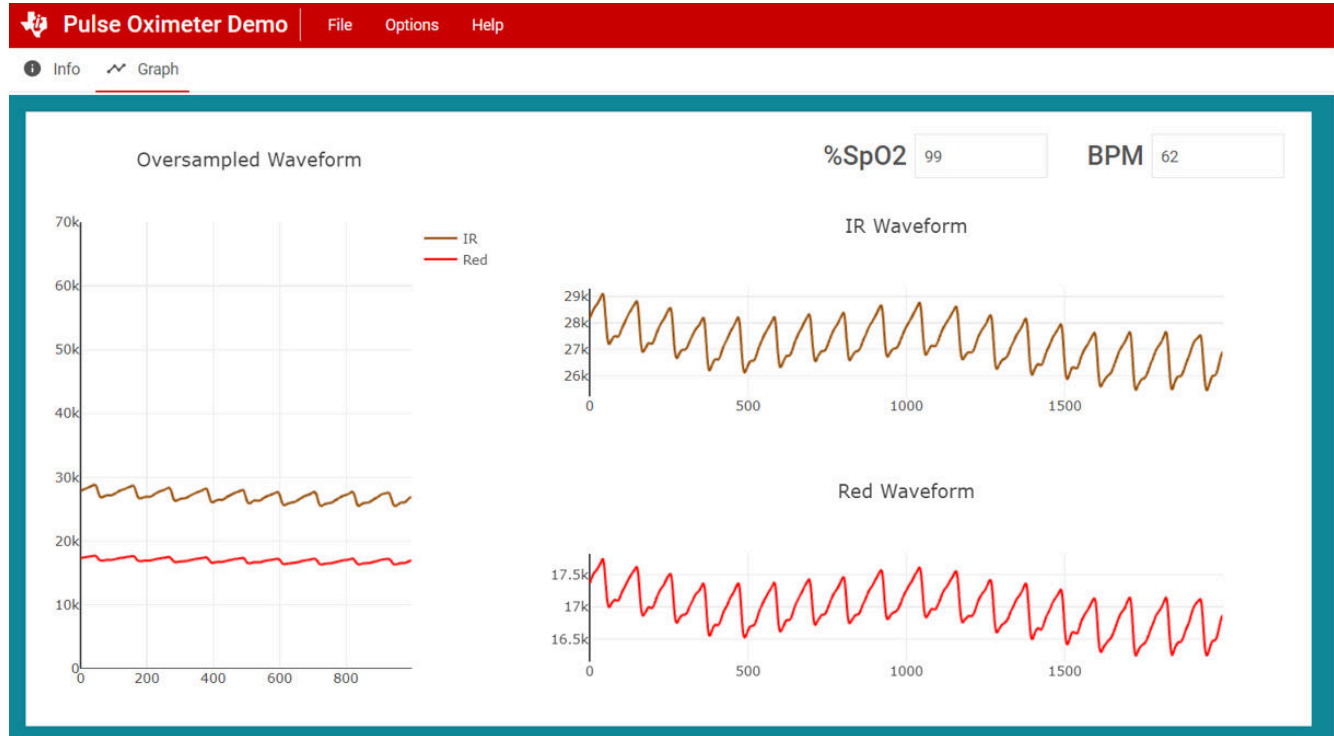 Pulse Oximeter Demo File Options Help
Info Graph
Oversampled Waveform
70k
60k
50k
40k
30k
20k
10k
0
0 200 400 600 800
IR
Red
%SpO2 99 BPM 62
IR Waveform
29k
28k
27k
26k
0 500 1000 1500
Red Waveform
17.5k
17k
16.5k
0 500 1000 1500